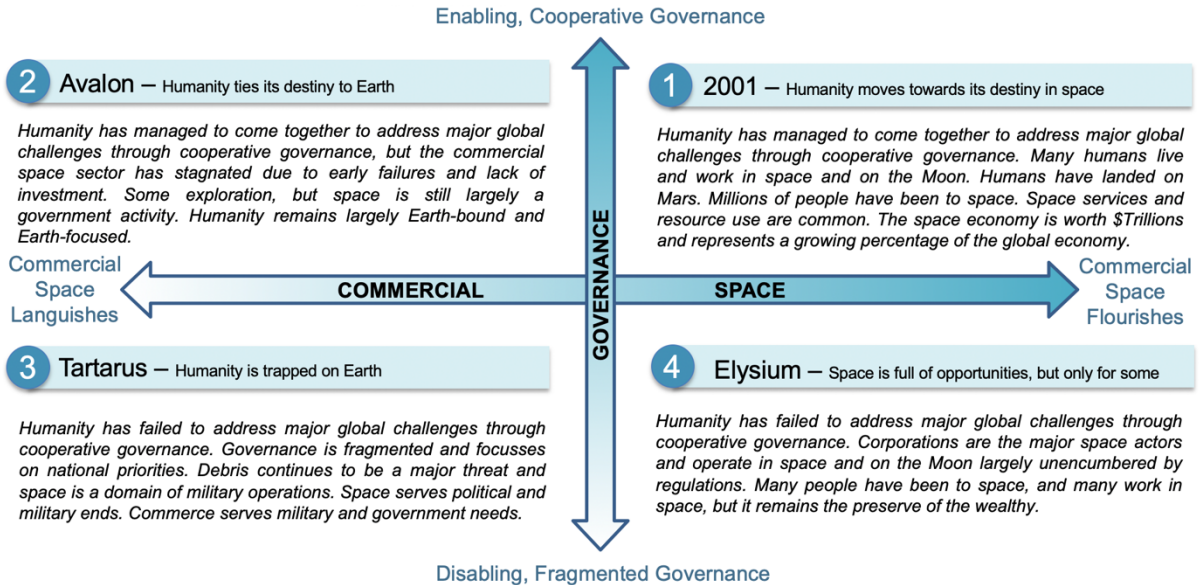 Enabling, Cooperative Governance
2 Avalon – Humanity ties its destiny to Earth
Humanity has managed to come together to address major global
challenges through cooperative governance, but the commercial
space sector has stagnated due to early failures and lack of
investment. Some exploration, but space is still largely a
government activity. Humanity remains largely Earth-bound and
Earth-focused.
1 2001 – Humanity moves towards its destiny in space
Humanity has managed to come together to address major global
challenges through cooperative governance. Many humans live
and work in space and on the Moon. Humans have landed on
Mars. Millions of people have been to space. Space services and
resource use are common. The space economy is worth $Trillions
and represents a growing percentage of the global economy.
Commercial
Space
Languishes
COMMERCIAL SPACE
GOVERNANCE
Commercial
Space
Flourishes
3 Tartarus – Humanity is trapped on Earth
Humanity has failed to address major global challenges through
cooperative governance. Governance is fragmented and focusses
on national priorities. Debris continues to be a major threat and
space is a domain of military operations. Space serves political and
military ends. Commerce serves military and government needs.
4 Elysium – Space is full of opportunities, but only for some
Humanity has failed to address major global challenges through
cooperative governance. Corporations are the major space actors
and operate in space and on the Moon largely unencumbered by
regulations. Many people have been to space, and many work in
space, but it remains the preserve of the wealthy.
Disabling, Fragmented Governance